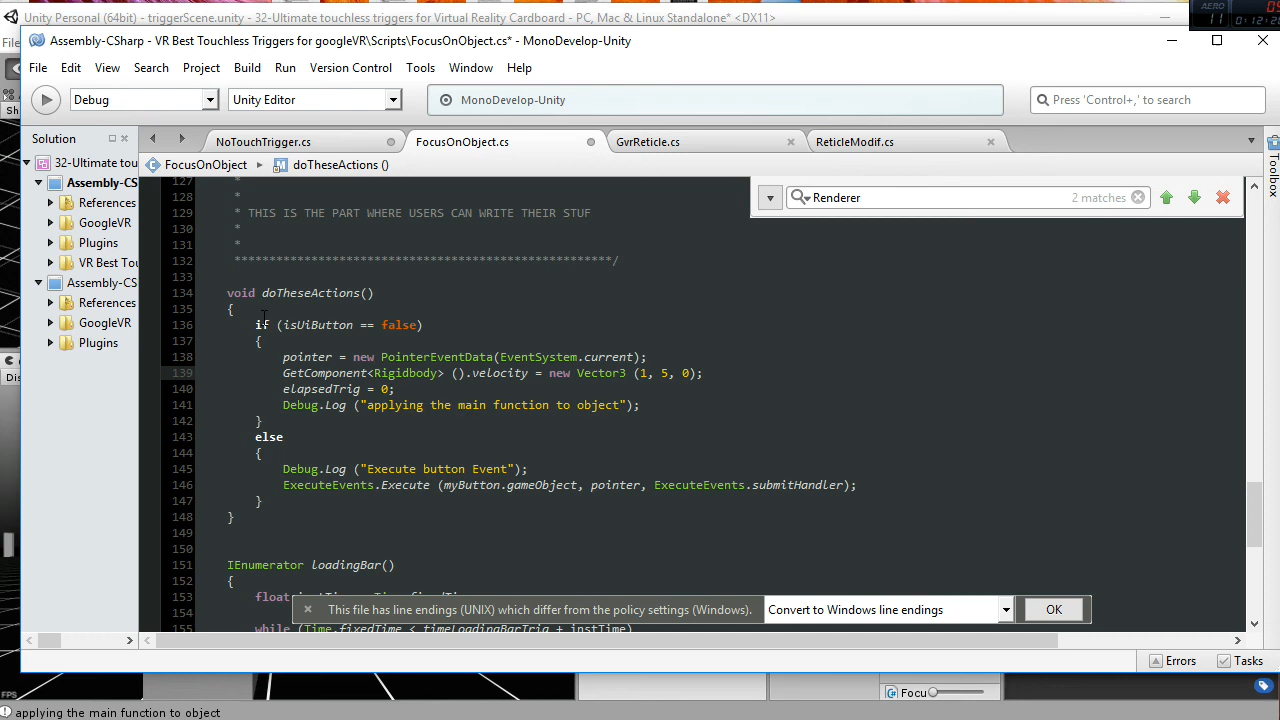 Unity Personal (64bit) - triggerScene.unity - 32-Ultimate touchless triggers for Virtual Reality Cardboard - PC, Mac & Linux Standalone* <DX11>
AERO
11
Assembly-CSharp - VR Best Touchless Triggers for googleVR\Scripts\FocusOnObject.cs* - MonoDevelop-Unity
File Edit View Search Project Build Run Version Control Tools Window Help
Debug Unity Editor MonoDevelop-Unity Press 'Control+,' to search
Solution NoTouchTrigger.cs FocusOnObject.cs GvrReticle.cs ReticleModif.cs
FocusOnObject doTheseActions ()
Renderer 2 matches
Toolbox
32-Ultimate tou
Assembly-CS
References
GoogleVR
Plugins
VR Best Tou
Assembly-CS
References
GoogleVR
Plugins
127 *
128 *
129 * THIS IS THE PART WHERE USERS CAN WRITE THEIR STUF
130 *
131 *
132 ******************************************************/
133
134 void doTheseActions()
135 {
136 if (isUiButton == false)
137 {
138 pointer = new PointerEventData(EventSystem.current);
139 GetComponent<Rigidbody> ().velocity = new Vector3 (1, 5, 0);
140 elapsedTrig = 0;
141 Debug.Log ("applying the main function to object");
142 }
143 else
144 {
145 Debug.Log ("Execute button Event");
146 ExecuteEvents.Execute (myButton.gameObject, pointer, ExecuteEvents.submitHandler);
147 }
148 }
149
150
151 IEnumerator loadingBar()
152 {
153 float
154
155 while (Time.fixedTime < timeLoadingBarTrig + instTime)
This file has line endings (UNIX) which differ from the policy settings (Windows). Convert to Windows line endings OK
Errors Tasks
FPS
Focu
applying the main function to object